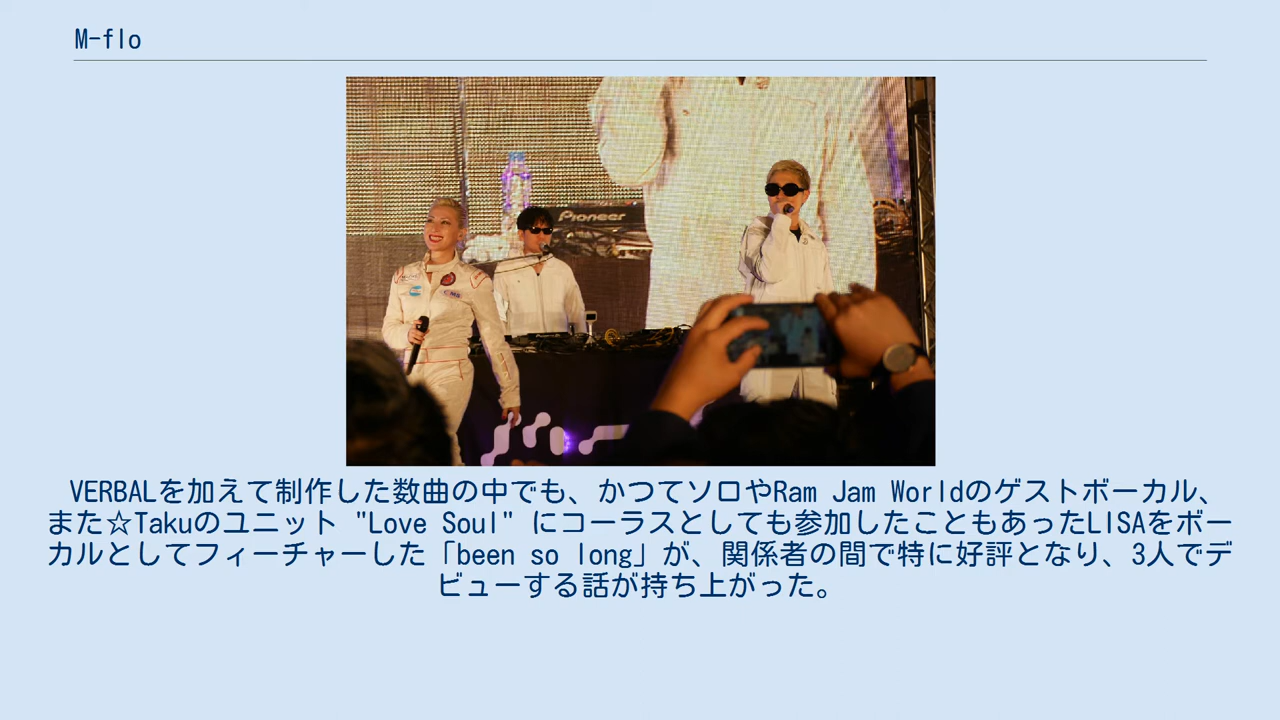 M-flo
Pioneer
VERBALを加えて制作した数曲の中でも、かつてソロやRam Jam Worldのゲストボーカル、
また☆Takuのユニット "Love Soul" にコーラスとしても参加したこともあったLISAをボー
カルとしてフィーチャーした「been so long」が、関係者の間で特に好評となり、3人でデ
ビューする話が持ち上がった。